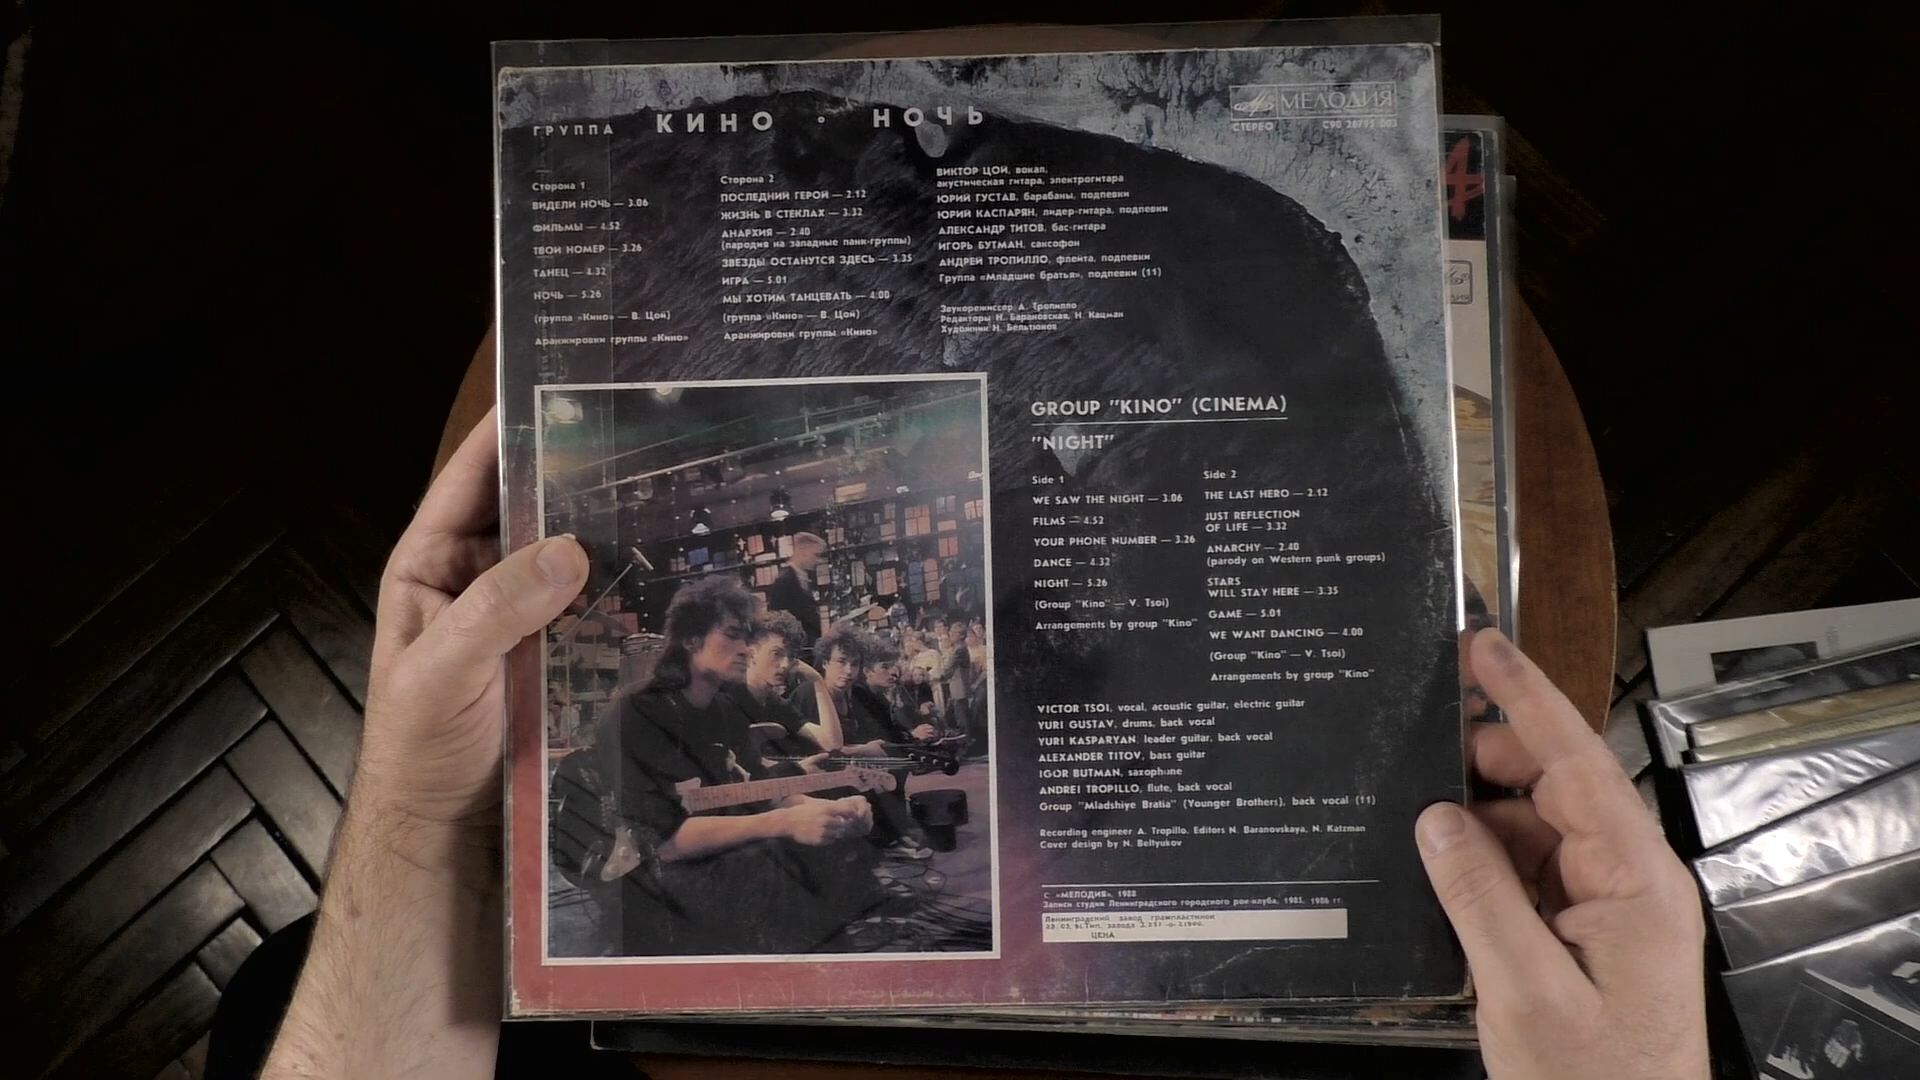 ГРУППА КИНО • НОЧЬ
МЕЛОДИЯ
СТЕРЕО С90 26795 003
Сторона 1
ВИДЕЛИ НОЧЬ — 3.06
ФИЛЬМЫ — 4.52
ТВОЙ НОМЕР — 3.26
ТАНЕЦ — 4.32
НОЧЬ — 5.26
(группа «Кино» — В. Цой)
Аранжировки группы «Кино»
Сторона 2
ПОСЛЕДНИЙ ГЕРОЙ — 2.12
ЖИЗНЬ В СТЕКЛАХ — 3.32
АНАРХИЯ — 2.40
(пародия на западные панк-группы)
ЗВЕЗДЫ ОСТАНУТСЯ ЗДЕСЬ — 3.35
ИГРА — 5.01
МЫ ХОТИМ ТАНЦЕВАТЬ — 4.00
(группа «Кино» — В. Цой)
Аранжировки группы «Кино»
ВИКТОР ЦОЙ, вокал,
акустическая гитара, электрогитара
ЮРИЙ ГУСТАВ, барабаны, подпевки
ЮРИЙ КАСПАРЯН, лидер-гитара, подпевки
АЛЕКСАНДР ТИТОВ, бас-гитара
ИГОРЬ БУТМАН, саксофон
АНДРЕЙ ТРОПИЛЛО, флейта, подпевки
Группа «Младшие братья», подпевки (11)
Звукорежиссер А. Тропилло
Редакторы Н. Барановская, Н. Кацман
Художник Н. Бельтюков
GROUP "KINO" (CINEMA)
"NIGHT"
Side 1
WE SAW THE NIGHT — 3.06
FILMS — 4.52
YOUR PHONE NUMBER — 3.26
DANCE — 4.32
NIGHT — 5.26
(Group "Kino" — V. Tsoi)
Arrangements by group "Kino"
Side 2
THE LAST HERO — 2.12
JUST REFLECTION
OF LIFE — 3.32
ANARCHY — 2.40
(parody on Western punk groups)
STARS
WILL STAY HERE — 3.35
GAME — 5.01
WE WANT DANCING — 4.00
(Group "Kino" — V. Tsoi)
Arrangements by group "Kino"
VICTOR TSOI, vocal, acoustic guitar, electric guitar
YURI GUSTAV, drums, back vocal
YURI KASPARYAN, leader guitar, back vocal
ALEXANDER TITOV, bass guitar
IGOR BUTMAN, saxophone
ANDREI TROPILLO, flute, back vocal
Group "Mladshiye Bratia" (Younger Brothers), back vocal (11)
Recording engineer A. Tropillo. Editors N. Baranovskaya, N. Katzman
Cover design by N. Beltyukov
С «МЕЛОДИЯ», 1988
Записи студии Ленинградского городского рок-клуба, 1985, 1986 гг.
Ленинградский завод грампластинок
ЦЕНА